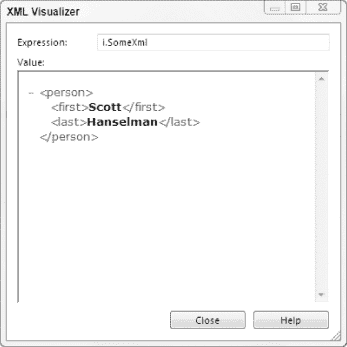 XML Visualizer
Expression: i.SomeXml
Value:
- <person>
<first>Scott</first>
<last>Hanselman</last>
</person>
Close Help